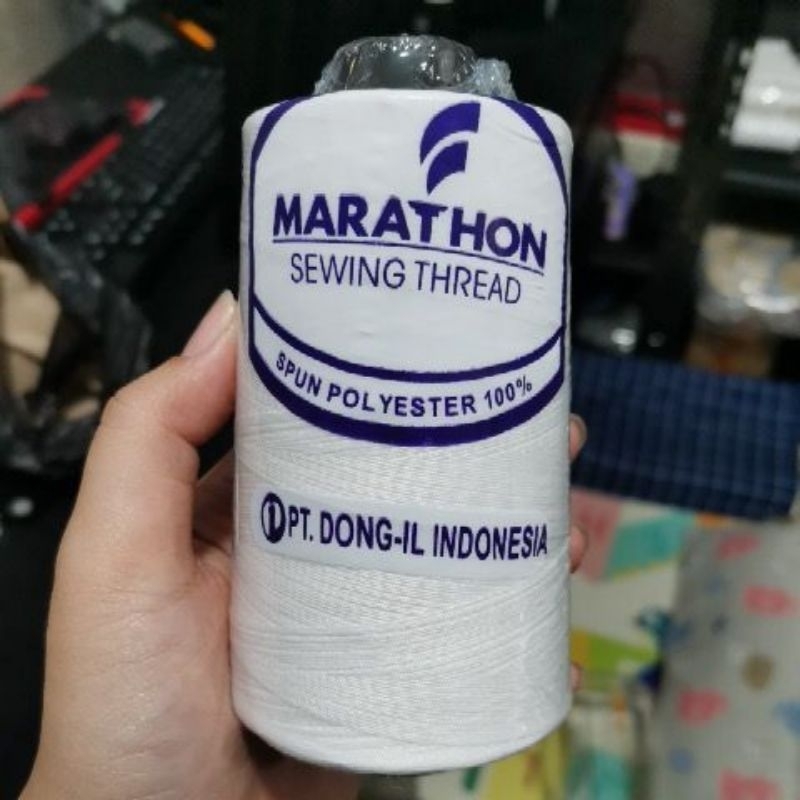 MARATHON
SEWING THREAD
SPUN POLYESTER 100%
PT. DONG-IL INDONESIA